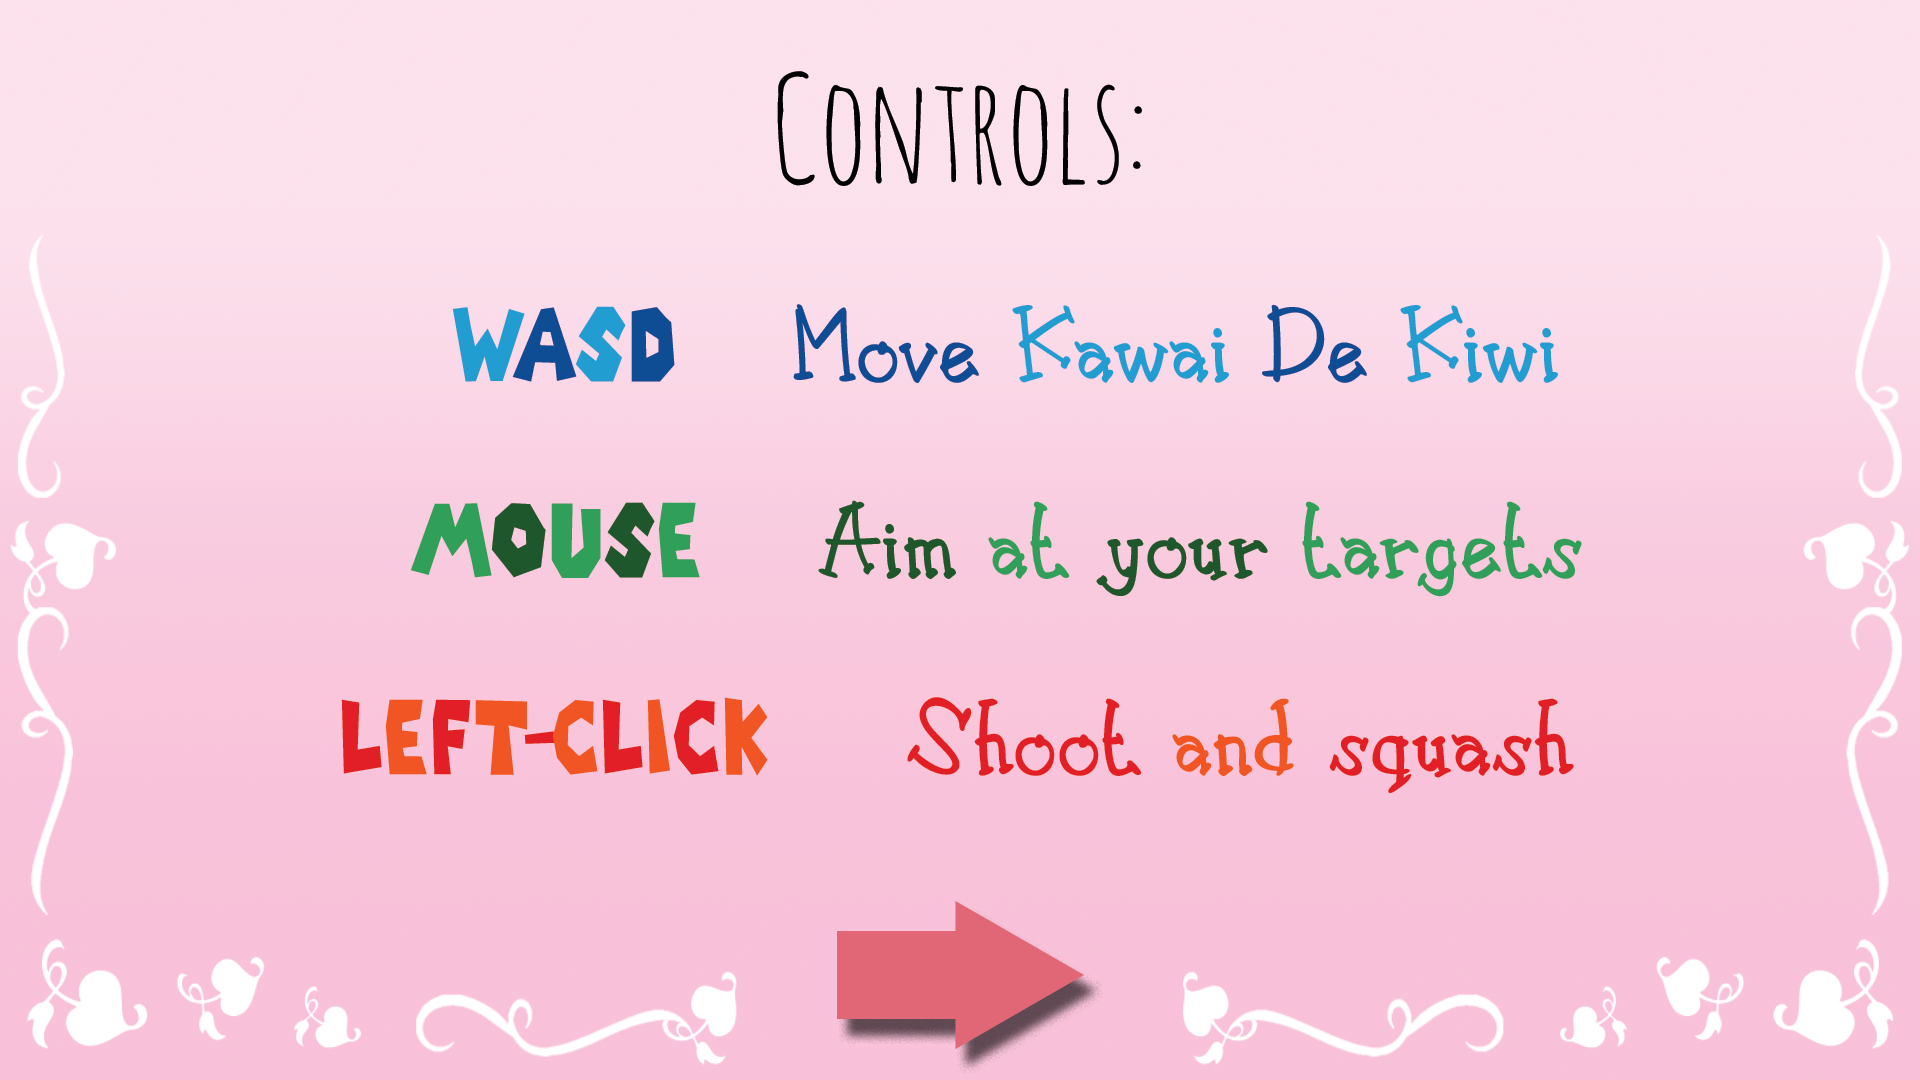 Controls:
WASD Move Kawai De Kiwi
MOUSE Aim at your targets
LEFT-CLICK Shoot and squash